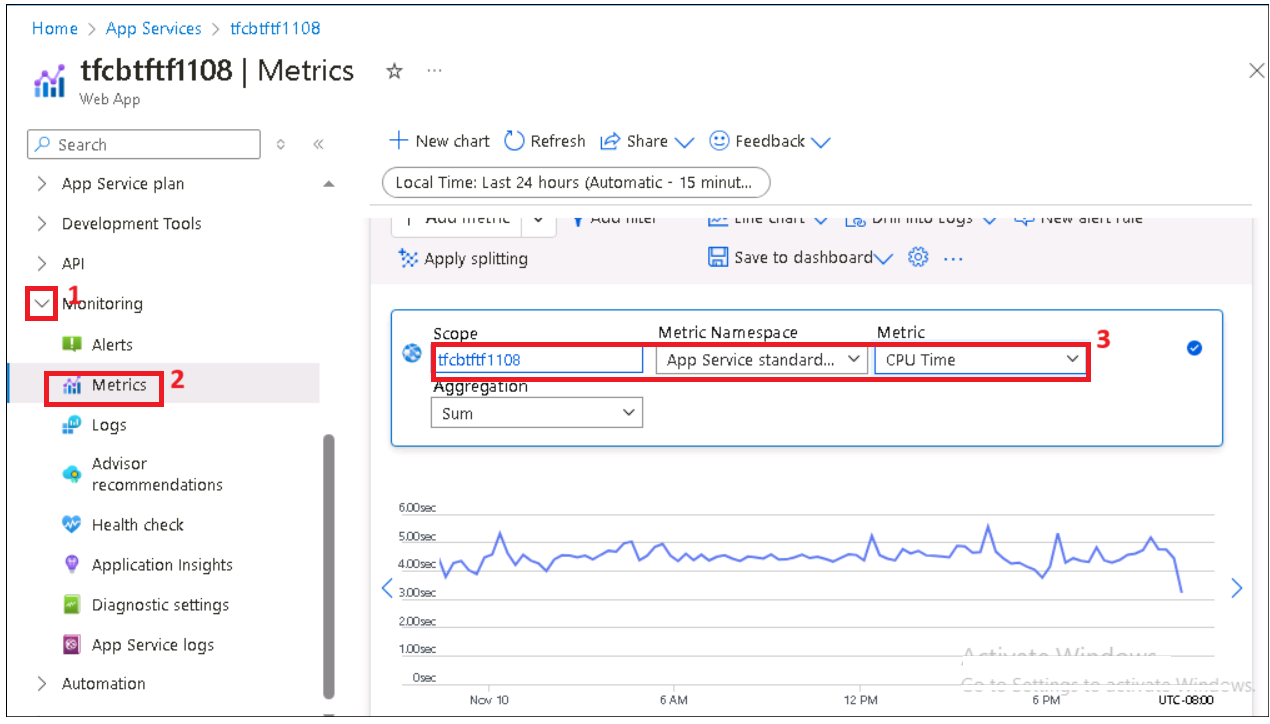 Home > App Services > tfcbtftf1108
tfcbtftf1108 | Metrics
Web App
Search
New chart Refresh Share Feedback
Local Time: Last 24 hours (Automatic - 15 minut...
App Service plan
Development Tools
API
Monitoring
1
Alerts
Metrics
2
Logs
Advisor
recommendations
Health check
Application Insights
Diagnostic settings
App Service logs
Automation
Add metric Add filter Line chart Drill into Logs New alert rule
Apply splitting Save to dashboard ...
Scope Metric Namespace Metric
3
tfcbtftf1108 App Service standard... CPU Time
Aggregation
Sum
6.00sec
5.00sec
4.00sec
3.00sec
2.00sec
1.00sec
0sec
Nov 10 6 AM 12 PM 6 PM UTC-08:00
Activate Windows
Go to Settings to activate Windows.